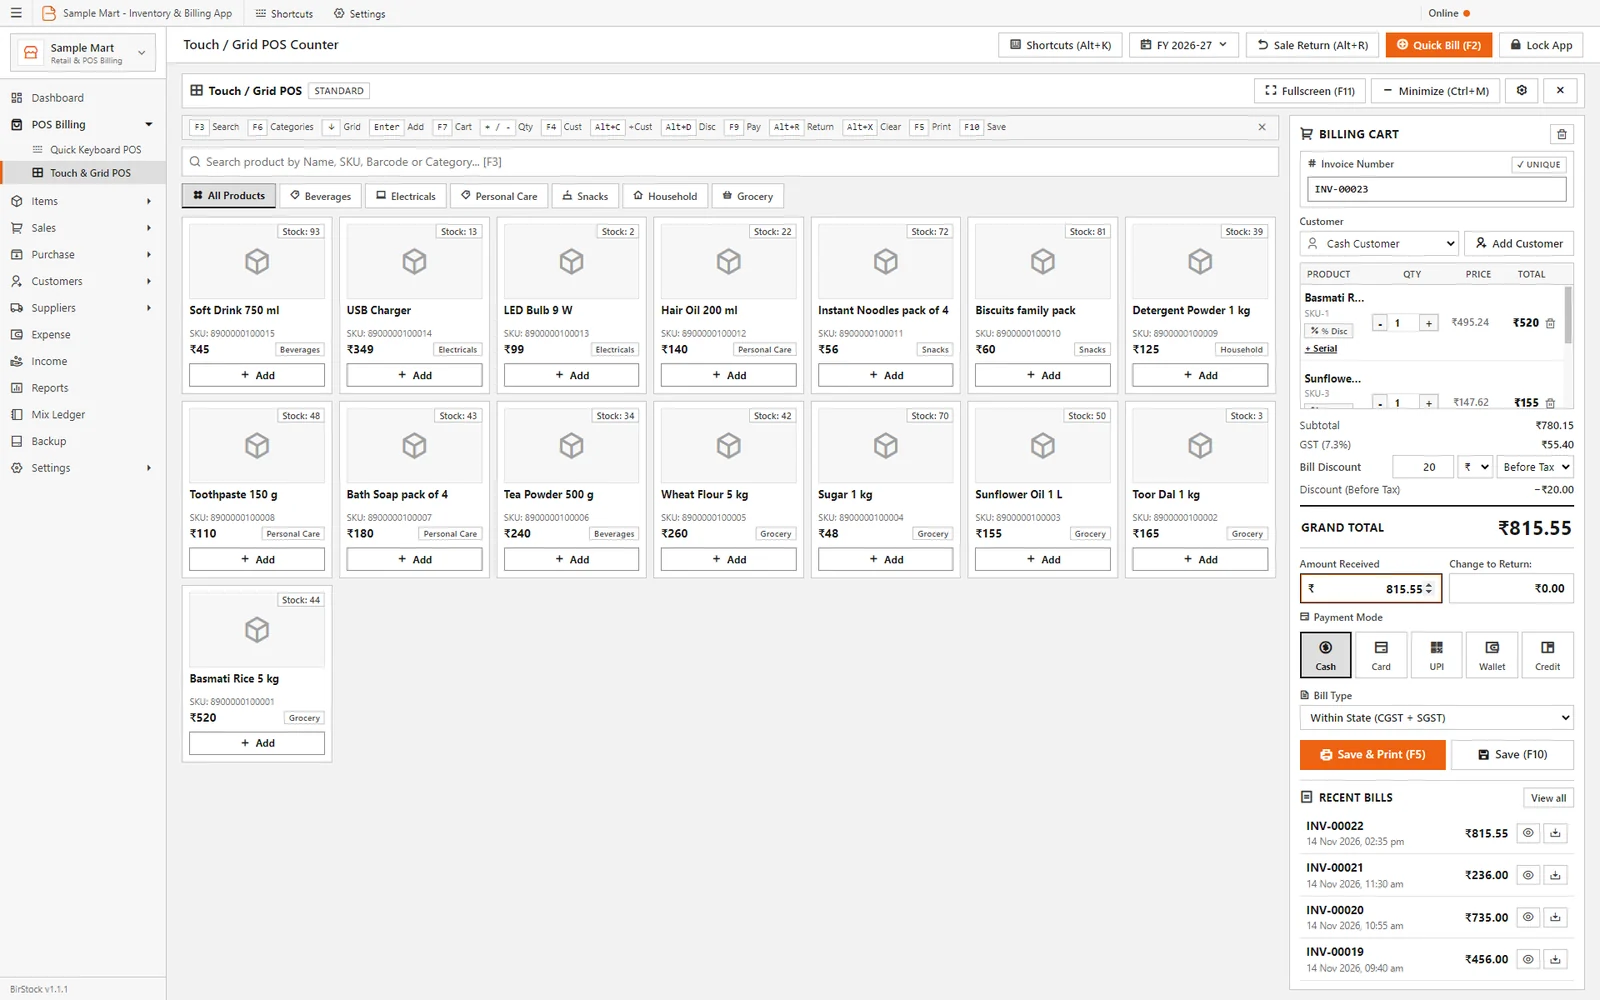 Sample Mart - Inventory & Billing App
Shortcuts
Settings
Online
Sample Mart
Retail & POS Billing
Dashboard
POS Billing
Quick Keyboard POS
Touch & Grid POS
Items
Sales
Purchase
Customers
Suppliers
Expense
Income
Reports
Mix Ledger
Backup
Settings
BirStock v1.1.1
Touch / Grid POS Counter
Shortcuts (Alt+K)
FY 2026-27
Sale Return (Alt+R)
Quick Bill (F2)
Lock App
Touch / Grid POS STANDARD
Fullscreen (F11)
Minimize (Ctrl+M)
F3 Search F6 Categories ↓ Grid Enter Add F7 Cart + / - Qty F4 Cust Alt+C +Cust Alt+D Disc F9 Pay Alt+R Return Alt+X Clear F5 Print F10 Save
Search product by Name, SKU, Barcode or Category... [F3]
All Products Beverages Electricals Personal Care Snacks Household Grocery
Stock: 93
Soft Drink 750 ml
SKU: 8900000100015
₹45 Beverages
+ Add
Stock: 13
USB Charger
SKU: 8900000100014
₹349 Electricals
+ Add
Stock: 2
LED Bulb 9 W
SKU: 8900000100013
₹99 Electricals
+ Add
Stock: 22
Hair Oil 200 ml
SKU: 8900000100012
₹140 Personal Care
+ Add
Stock: 72
Instant Noodles pack of 4
SKU: 8900000100011
₹56 Snacks
+ Add
Stock: 81
Biscuits family pack
SKU: 8900000100010
₹60 Snacks
+ Add
Stock: 39
Detergent Powder 1 kg
SKU: 8900000100009
₹125 Household
+ Add
Stock: 48
Toothpaste 150 g
SKU: 8900000100008
₹110 Personal Care
+ Add
Stock: 43
Bath Soap pack of 4
SKU: 8900000100007
₹180 Personal Care
+ Add
Stock: 34
Tea Powder 500 g
SKU: 8900000100006
₹240 Beverages
+ Add
Stock: 42
Wheat Flour 5 kg
SKU: 8900000100005
₹260 Grocery
+ Add
Stock: 70
Sugar 1 kg
SKU: 8900000100004
₹48 Grocery
+ Add
Stock: 50
Sunflower Oil 1 L
SKU: 8900000100003
₹155 Grocery
+ Add
Stock: 3
Toor Dal 1 kg
SKU: 8900000100002
₹165 Grocery
+ Add
Stock: 44
Basmati Rice 5 kg
SKU: 8900000100001
₹520 Grocery
+ Add
BILLING CART
# Invoice Number ✓ UNIQUE
INV-00023
Customer
Cash Customer
Add Customer
PRODUCT QTY PRICE TOTAL
Basmati R...
SKU-1
% Disc
+ Serial
- 1 + ₹495.24 ₹520
Sunflowe...
SKU-3
- 1 + ₹147.62 ₹155
Subtotal ₹780.15
GST (7.3%) ₹55.40
Bill Discount 20 ₹ Before Tax
Discount (Before Tax) −₹20.00
GRAND TOTAL ₹815.55
Amount Received Change to Return:
₹ 815.55 ₹0.00
Payment Mode
Cash Card UPI Wallet Credit
Bill Type
Within State (CGST + SGST)
Save & Print (F5) Save (F10)
RECENT BILLS View all
INV-00022
14 Nov 2026, 02:35 pm
₹815.55
INV-00021
14 Nov 2026, 11:30 am
₹236.00
INV-00020
14 Nov 2026, 10:55 am
₹735.00
INV-00019
14 Nov 2026, 09:40 am
₹456.00